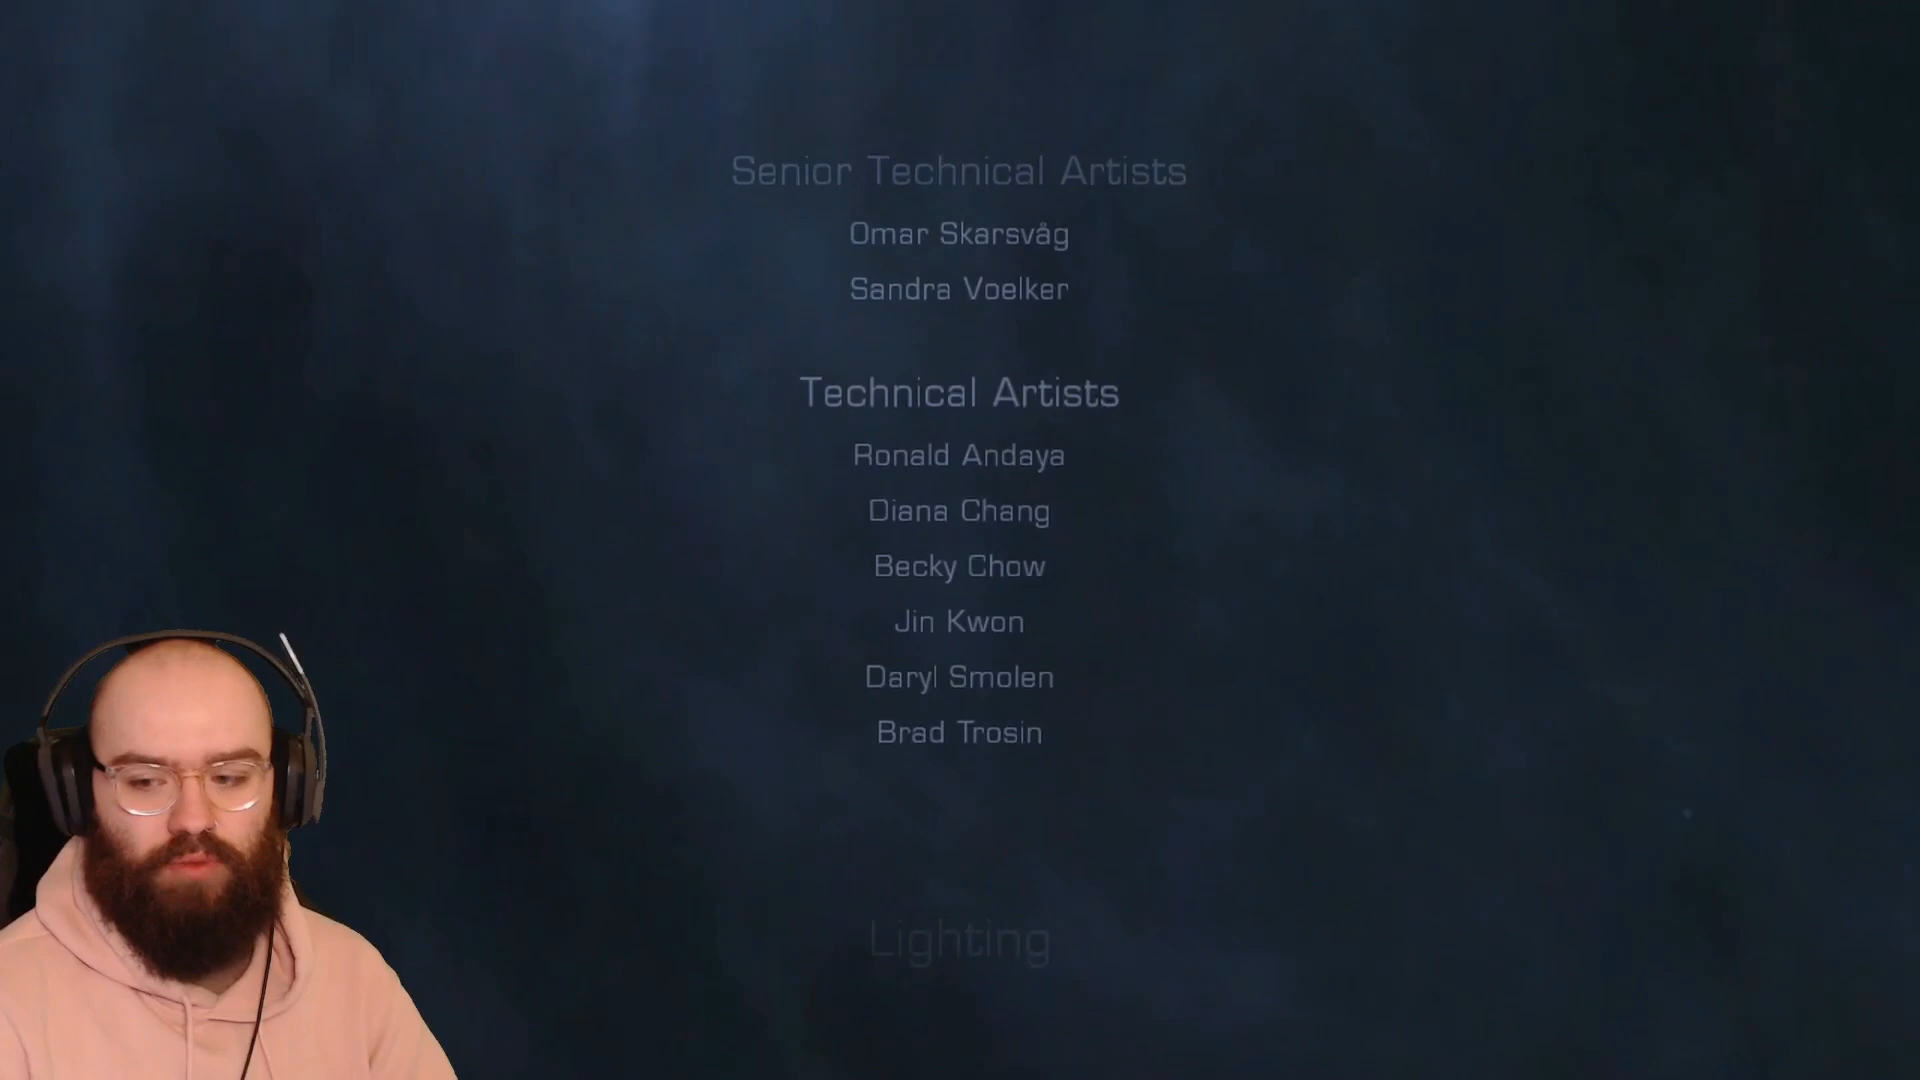 Senior Technical Artists
Omar Skarsvåg
Sandra Voelker
Technical Artists
Ronald Andaya
Diana Chang
Becky Chow
Jin Kwon
Daryl Smolen
Brad Trosin
Lighting